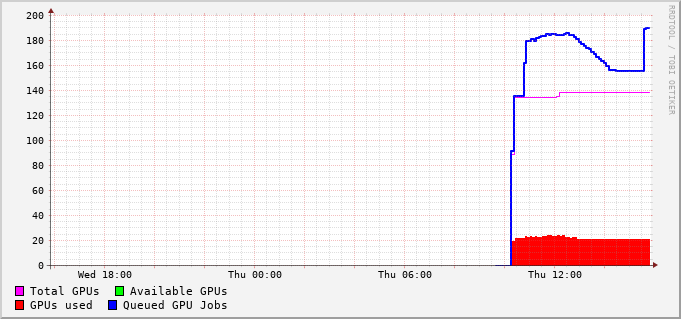 200
180
160
140
120
100
80
60
40
20
0
Wed 18:00 Thu 00:00 Thu 06:00 Thu 12:00
Total GPUs Available GPUs
GPUs used Queued GPU Jobs
RRDTOOL / TOBI OETIKER